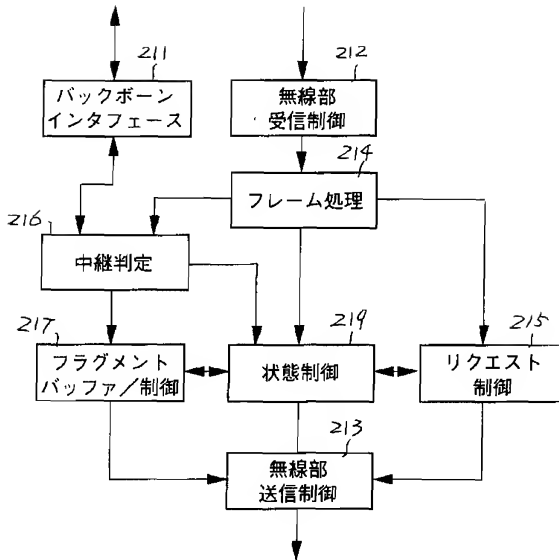 211
バックボーン
インタフェース
212
無線部
受信制御
214
フレーム処理
216
中継判定
217
フラグメント
バッファ／制御
219
状態制御
215
リクエスト
制御
213
無線部
送信制御